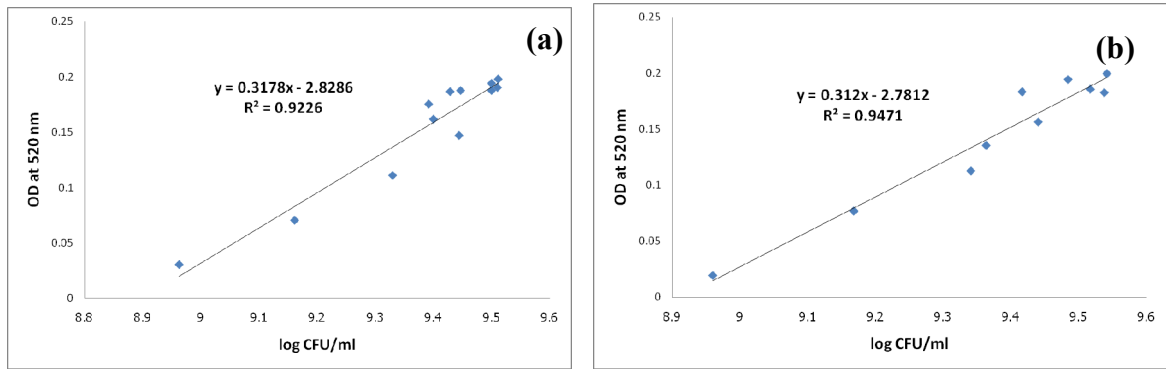 (a)
0.25
0.2
0.15
0.1
0.05
0
OD at 520 nm
y = 0.3178x - 2.8286
R² = 0.9226
8.8 8.9 9 9.1 9.2 9.3 9.4 9.5 9.6
log CFU/ml
(b)
0.25
0.2
0.15
0.1
0.05
0
OD at 520 nm
y = 0.312x - 2.7812
R² = 0.9471
8.9 9 9.1 9.2 9.3 9.4 9.5 9.6
log CFU/ml